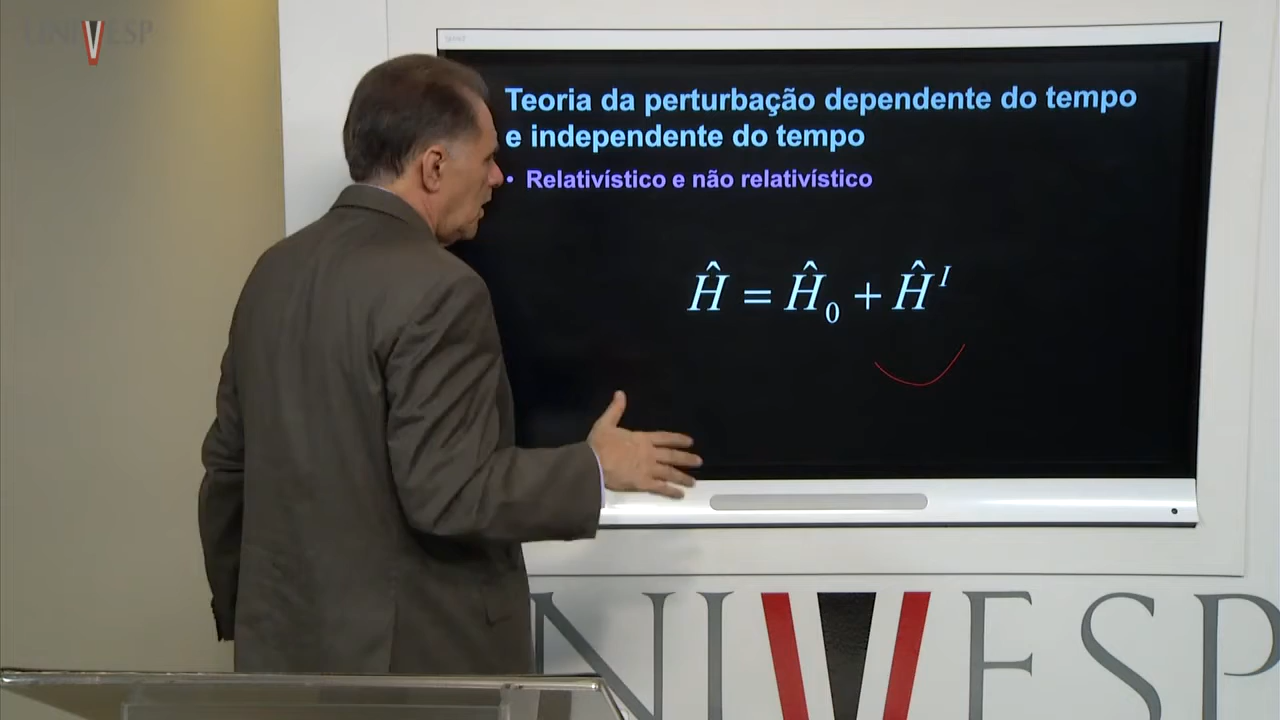 UNIVESP
Teoria da perturbação dependente do tempo
e independente do tempo
• Relativístico e não relativístico
Ĥ = Ĥ₀ + Ĥᴵ
UNIVESP